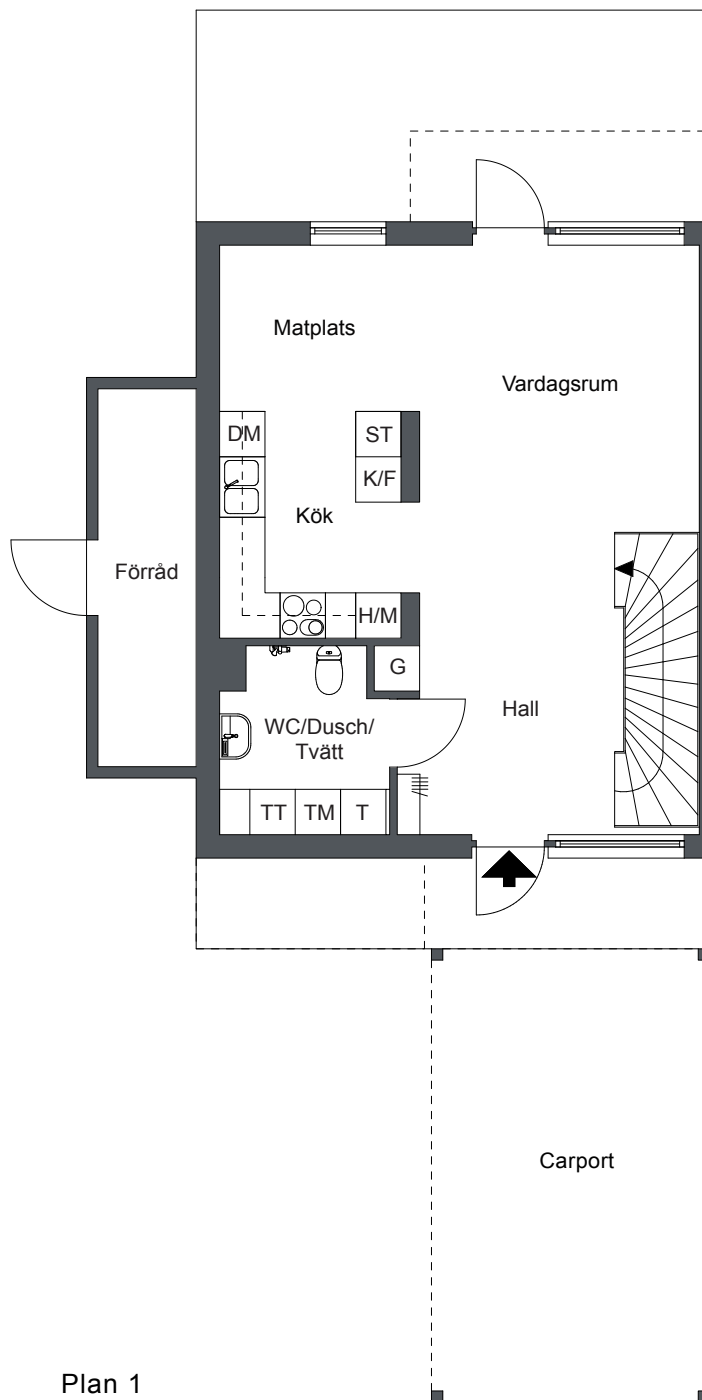 Matplats
Vardagsrum
DM
ST
K/F
Kök
Förråd
H/M
G
Hall
WC/Dusch/
Tvätt
TT
TM
T
Carport
Plan 1